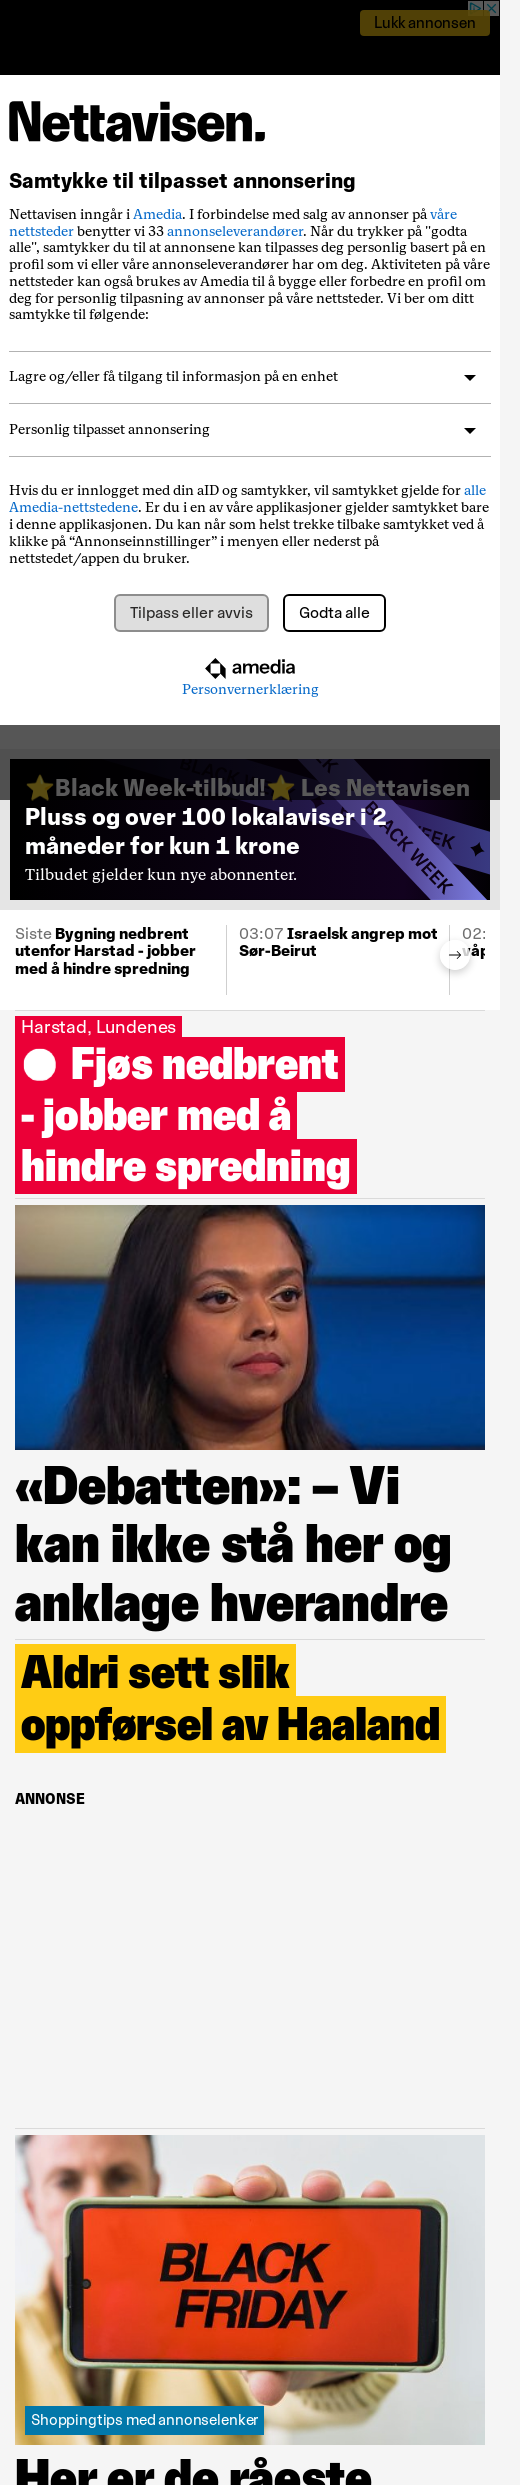 Lukk annonsen
Nettavisen.
Samtykke til tilpasset annonsering
Nettavisen inngår i Amedia. I forbindelse med salg av annonser på våre
nettsteder benytter vi 33 annonseleverandører. Når du trykker på "godta
alle", samtykker du til at annonsene kan tilpasses deg personlig basert på en
profil som vi eller våre annonseleverandører har om deg. Aktiviteten på våre
nettsteder kan også brukes av Amedia til å bygge eller forbedre en profil om
deg for personlig tilpasning av annonser på våre nettsteder. Vi ber om ditt
samtykke til følgende:
Lagre og/eller få tilgang til informasjon på en enhet
Personlig tilpasset annonsering
Hvis du er innlogget med din aID og samtykker, vil samtykket gjelde for alle
Amedia-nettstedene. Er du i en av våre applikasjoner gjelder samtykket bare
i denne applikasjonen. Du kan når som helst trekke tilbake samtykket ved å
klikke på “Annonseinnstillinger” i menyen eller nederst på
nettstedet/appen du bruker.
Tilpass eller avvis
Godta alle
amedia
Personvernerklæring
⭐Black Week-tilbud!⭐ Les Nettavisen
Pluss og over 100 lokalaviser i 2
måneder for kun 1 krone
Tilbudet gjelder kun nye abonnenter.
BLACK WEEK
WEEK
Siste Bygning nedbrent
utenfor Harstad - jobber
med å hindre spredning
03:07 Israelsk angrep mot
Sør-Beirut
02:
Harstad, Lundenes
Fjøs nedbrent
- jobber med å
hindre spredning
«Debatten»: – Vi
kan ikke stå her og
anklage hverandre
Aldri sett slik
oppførsel av Haaland
ANNONSE
BLACK
FRIDAY
Shoppingtips med annonselenker
Her er de råeste